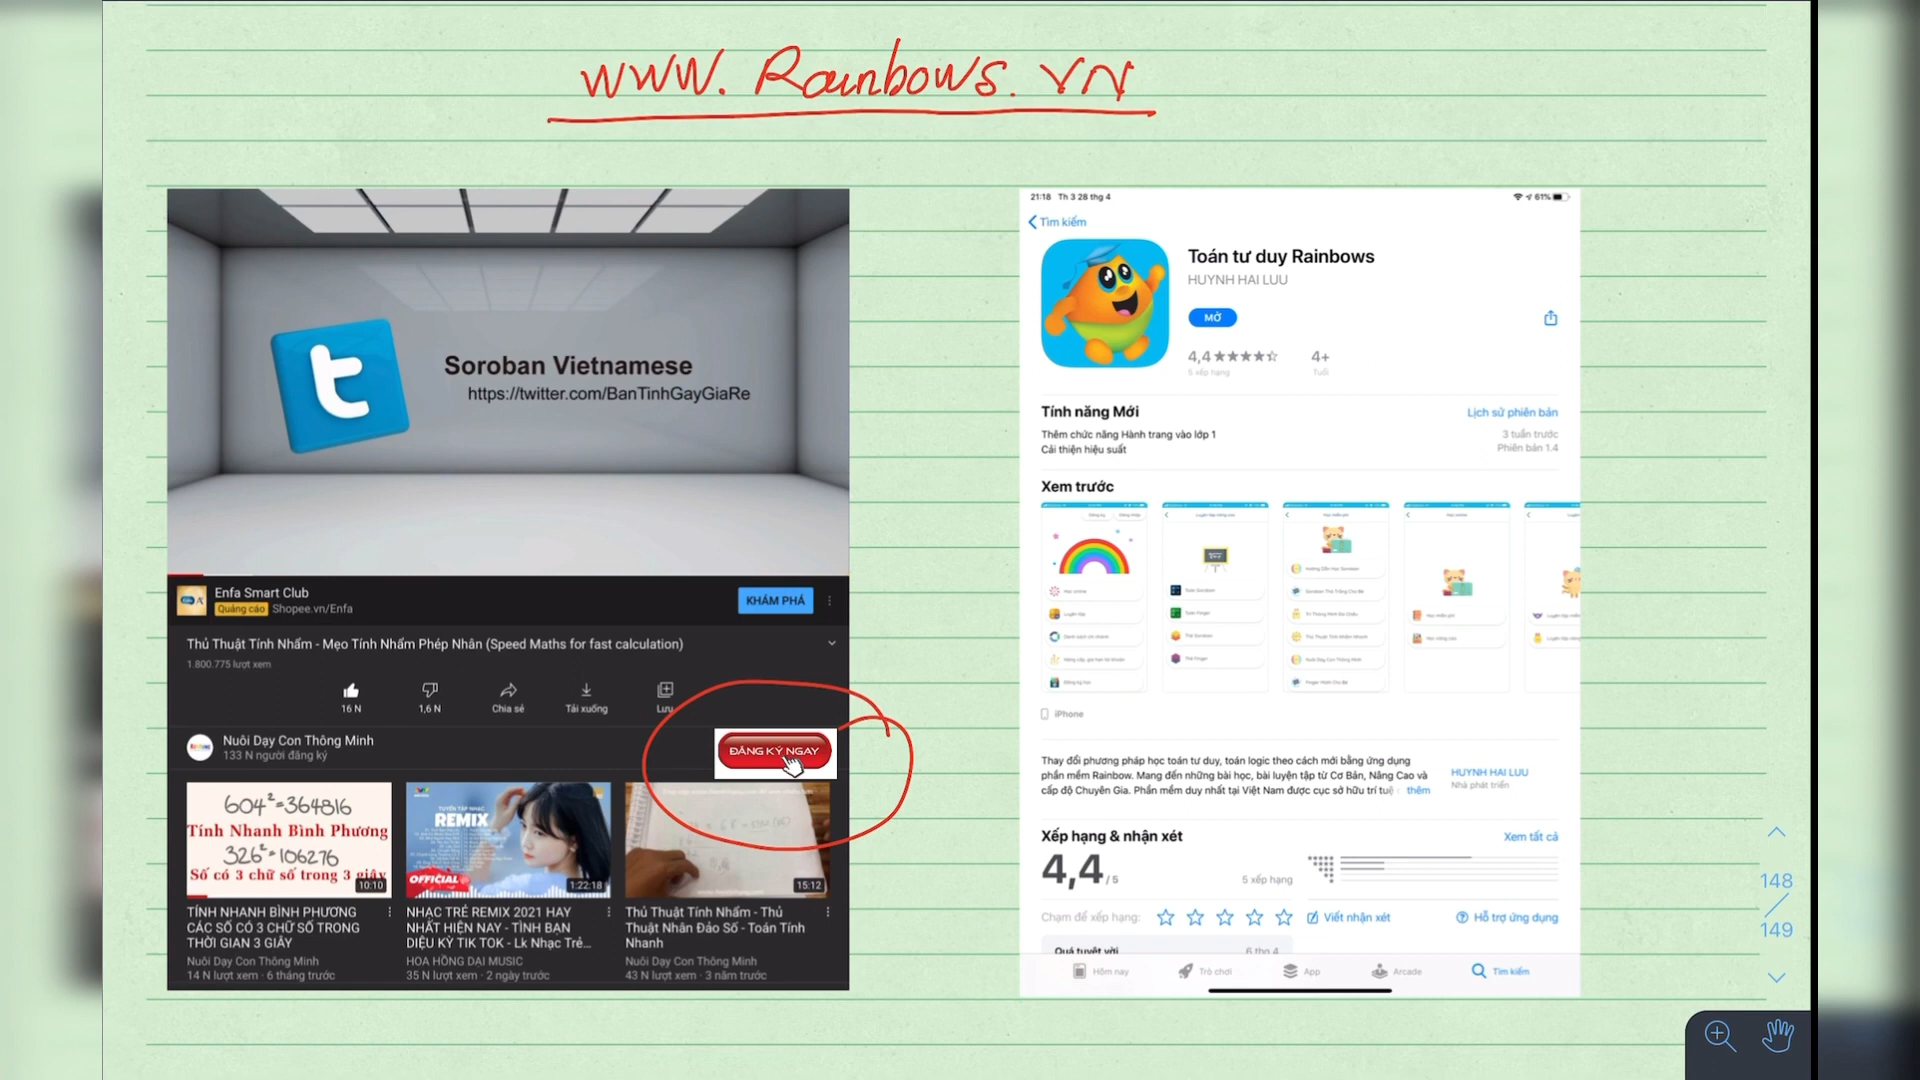 www. Rainbows. VN
Soroban Vietnamese
https://twitter.com/BanTinhGayGiaRe
Enfa Smart Club
Quảng cáo Shopee.vn/Enfa
KHÁM PHÁ
Thủ Thuật Tính Nhẩm - Mẹo Tính Nhẩm Phép Nhân (Speed Maths for fast calculation)
1.800.775 lượt xem
16 N
1,6 N
Chia sẻ
Tải xuống
Lưu
Nuôi Dạy Con Thông Minh
133 N người đăng ký
ĐĂNG KÝ NGAY
604²=364816
Tính Nhanh Bình Phương
326²=106276
Số có 3 chữ số trong 3 giây
10:10
TUYỂN TẬP NHẠC
REMIX
OFFICIAL
1:22:18
15:12
TÍNH NHANH BÌNH PHƯƠNG
CÁC SỐ CÓ 3 CHỮ SỐ TRONG
THỜI GIAN 3 GIÂY
Nuôi Dạy Con Thông Minh
14 N lượt xem · 6 tháng trước
NHẠC TRẺ REMIX 2021 HAY
NHẤT HIỆN NAY - TÌNH BẠN
DIỆU KỲ TIK TOK - Lk Nhạc Trẻ...
HOA HỒNG DẠI MUSIC
35 N lượt xem · 2 ngày trước
Thủ Thuật Tính Nhẩm - Thủ
Thuật Nhân Đảo Số - Toán Tính
Nhanh
Nuôi Dạy Con Thông Minh
43 N lượt xem · 3 năm trước
21:18 Th 3 28 thg 4
61%
Tìm kiếm
Toán tư duy Rainbows
HUYNH HAI LUU
MỞ
4,4
5 xếp hạng
4+
Tuổi
Tính năng Mới
Lịch sử phiên bản
Thêm chức năng Hành trang vào lớp 1
Cải thiện hiệu suất
3 tuần trước
Phiên bản 1.4
Xem trước
iPhone
Thay đổi phương pháp học toán tư duy, toán logic theo cách mới bằng ứng dụng
phần mềm Rainbow. Mang đến những bài học, bài luyện tập từ Cơ Bản, Nâng Cao và
cấp độ Chuyên Gia. Phần mềm duy nhất tại Việt Nam được cục sở hữu trí tuệ thêm
HUYNH HAI LUU
Nhà phát triển
Xếp hạng & nhận xét
Xem tất cả
4,4 / 5
5 xếp hạng
Chạm để xếp hạng:
Viết nhận xét
Hỗ trợ ứng dụng
Quá tuyệt vời
6 thg 4
Hôm nay
Trò chơi
App
Arcade
Tìm kiếm
148
149